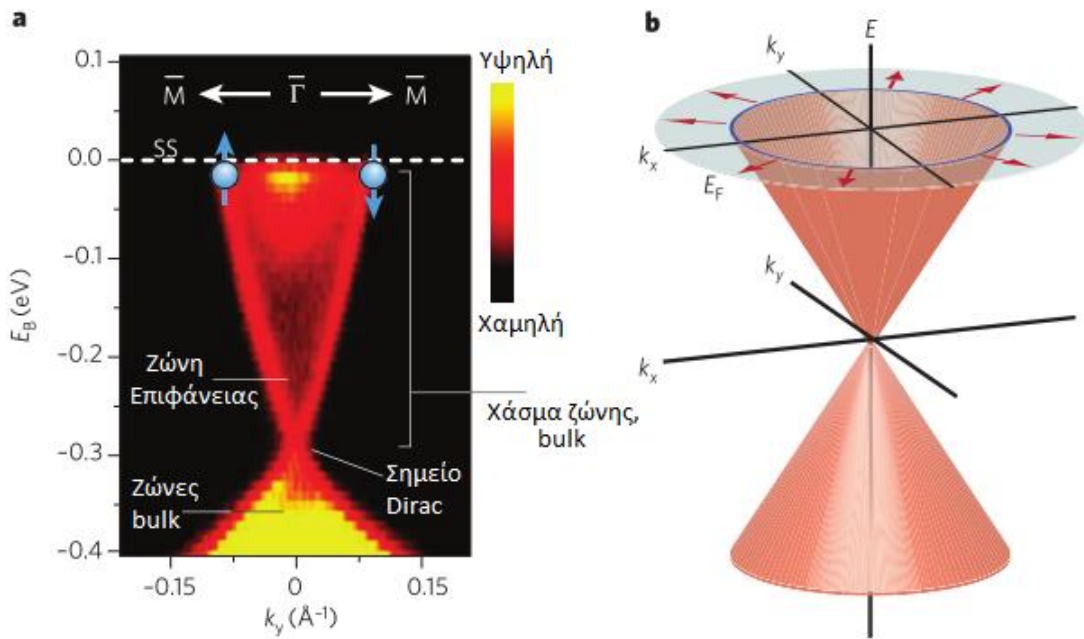 a
Υψηλή
Χαμηλή
0.1
0.0
−0.1
−0.2
−0.3
−0.4
E_B (eV)
M̅ Γ̅ M̅
SS
Ζώνη
Επιφάνειας
Ζώνες
bulk
Σημείο
Dirac
Χάσμα ζώνης,
bulk
−0.15 0 0.15
k_y (Å⁻¹)
b
E
k_y
k_x
E_F
k_y
k_x